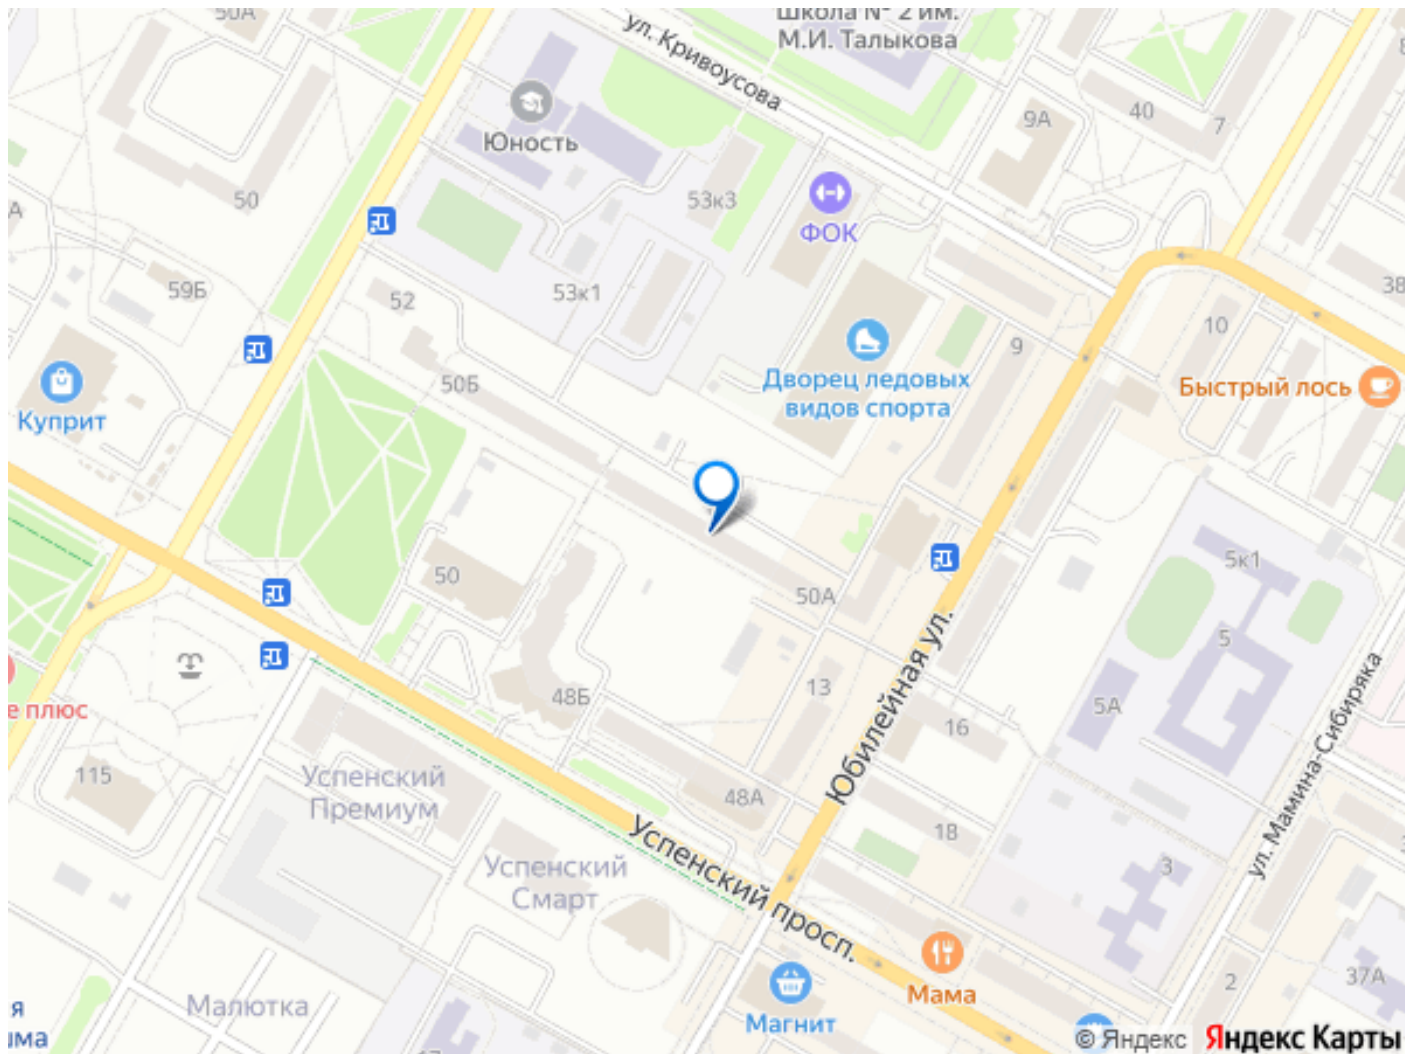 50А
Школа № 2 им.
М.И. Талыкова
ул. Кривоусова
40
7
9А
Юность
50
53к3
ФОК
59Б
52
53к1
38
10
9
50Б
Дворец ледовых
видов спорта
Быстрый лось
Куприт
50
50А
5к1
5
Юбилейная ул.
13
48Б
5А
16
ул. Мамина-Сибиряка
е плюс
115
Успенский
Премиум
48А
18
Успенский просп.
Успенский
Смарт
3
Мама
2
37А
Малютка
Магнит
я
© Яндекс
Яндекс Карты